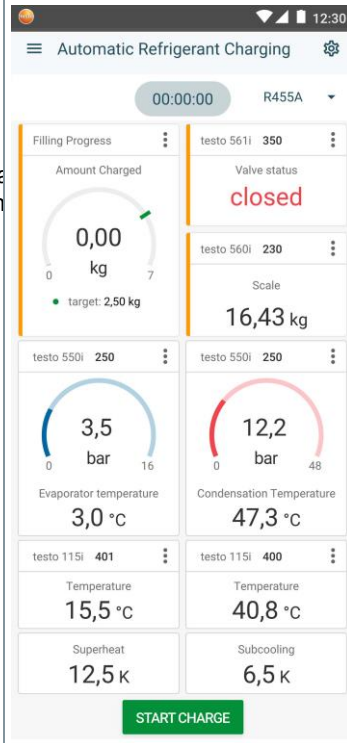 12:30
Automatic Refrigerant Charging
00:00:00 R455A
Filling Progress
Amount Charged
0,00
kg
0 7
target: 2,50 kg
testo 561i 350
Valve status
closed
testo 560i 230
Scale
16,43 kg
testo 550i 250
3,5
bar
0 16
Evaporator temperature
3,0 °C
testo 550i 250
12,2
bar
0 48
Condensation Temperature
47,3 °C
testo 115i 401
Temperature
15,5 °C
testo 115i 400
Temperature
40,8 °C
Superheat
12,5 K
Subcooling
6,5 K
START CHARGE